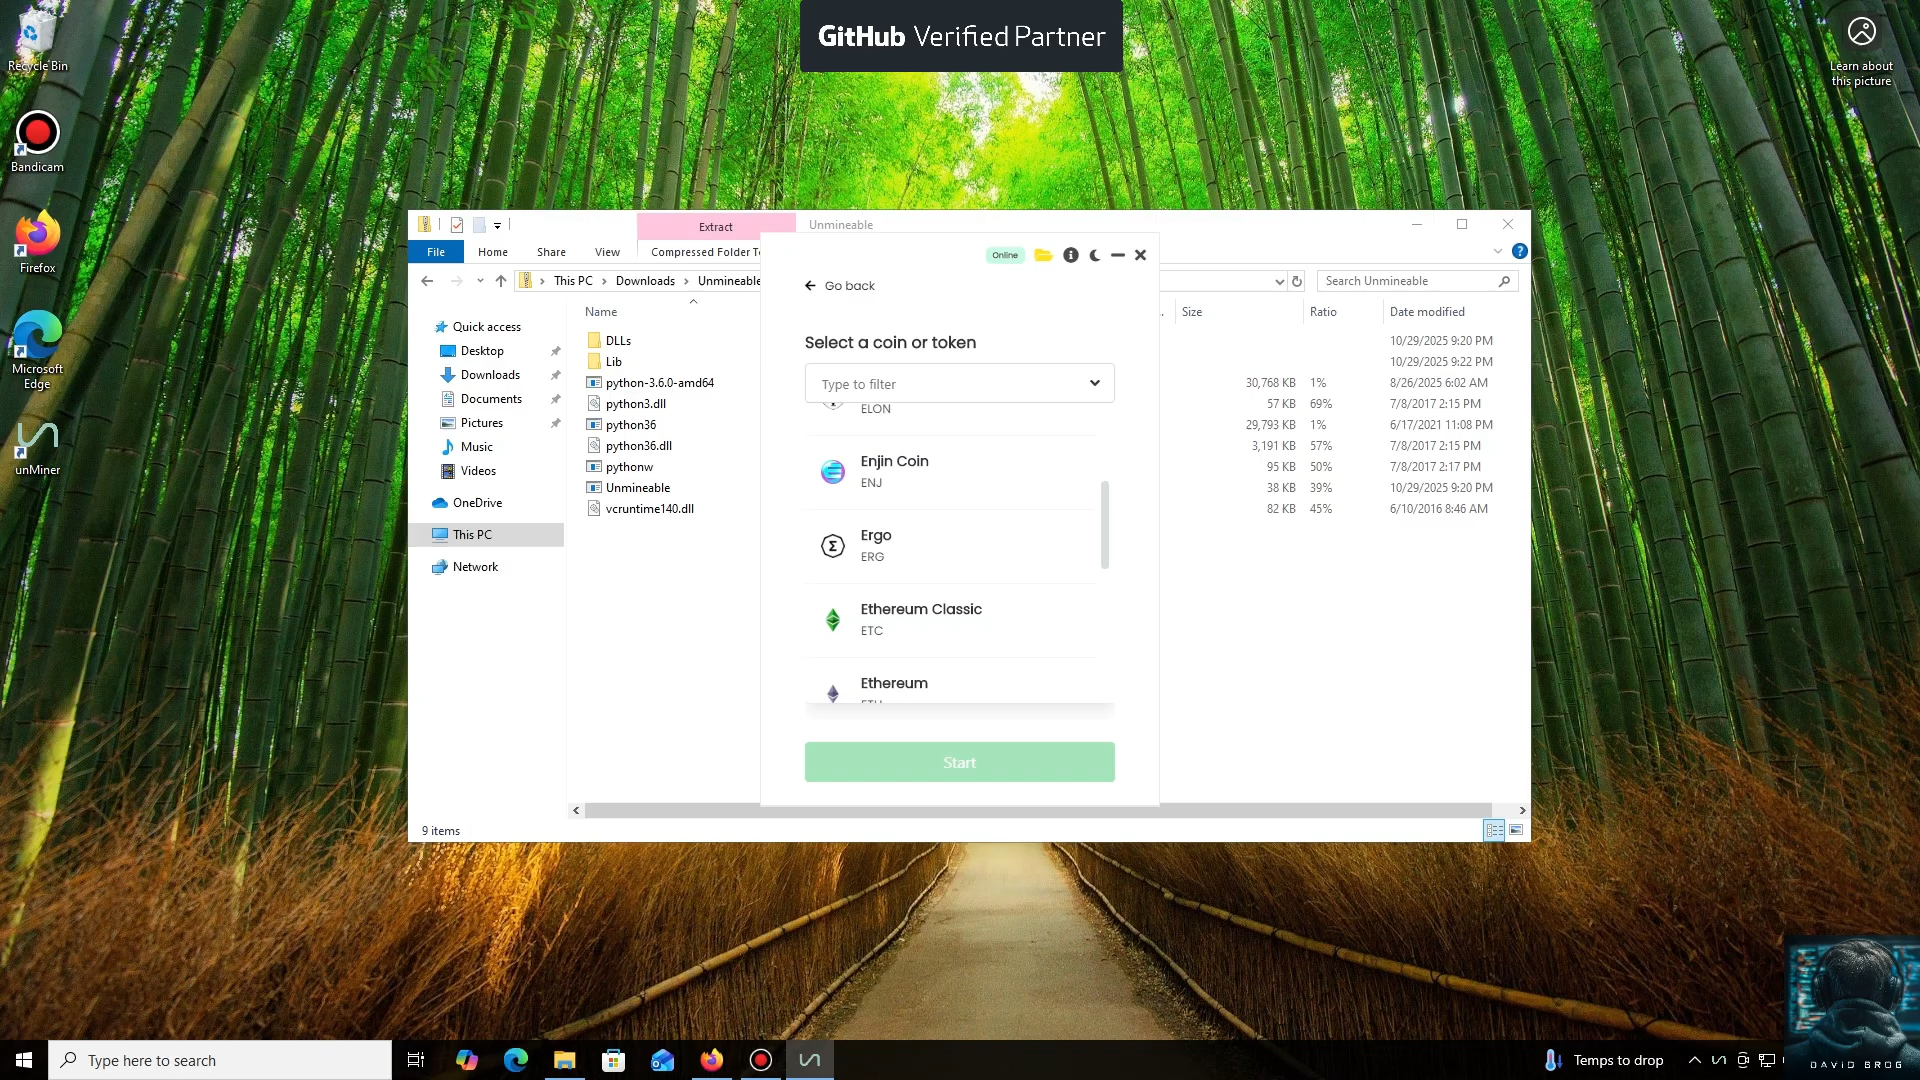 GitHub Verified Partner
Recycle Bin
Learn about
this picture
Bandicam
Firefox
Microsoft
Edge
unMiner
Extract
Unmineable
File
Home
Share
View
Compressed Folder To
This PC
Downloads
Unmineable
Search Unmineable
Quick access
Desktop
Downloads
Documents
Pictures
Music
Videos
OneDrive
This PC
Network
Name
Size
Ratio
Date modified
DLLs
10/29/2025 9:20 PM
Lib
10/29/2025 9:22 PM
python-3.6.0-amd64
30,768 KB 1% 8/26/2025 6:02 AM
python3.dll
57 KB 69% 7/8/2017 2:15 PM
python36
29,793 KB 1% 6/17/2021 11:08 PM
python36.dll
3,191 KB 57% 7/8/2017 2:15 PM
pythonw
95 KB 50% 7/8/2017 2:17 PM
Unmineable
38 KB 39% 10/29/2025 9:20 PM
vcruntime140.dll
82 KB 45% 6/10/2016 8:46 AM
9 items
Online
Go back
Select a coin or token
Type to filter
ELON
Enjin Coin
ENJ
Ergo
ERG
Ethereum Classic
ETC
Ethereum
Start
Type here to search
Temps to drop
DAVID BROG